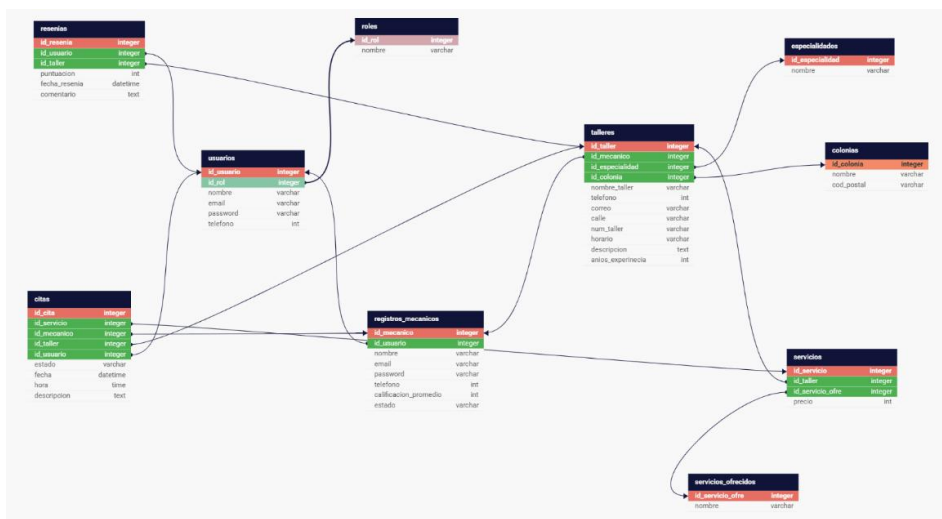 resenias
id_resenia integer
id_usuario integer
id_taller integer
puntuacion int
fecha_resenia datetime
comentario text
roles
id_rol integer
nombre varchar
especialidados
id_especialidad integer
nombre varchar
usuarios
id_usuario integer
id_rol integer
nombre varchar
email varchar
password varchar
telefono int
talleres
id_taller integer
id_mecanico integer
id_especialidad integer
id_colonia integer
nombre_taller varchar
telefono int
correo varchar
calle varchar
num_taller varchar
horario varchar
descripcion text
anios_experinecia int
colonias
id_colonia integer
nombre varchar
cod_postal varchar
citas
id_cita integer
id_servicio integer
id_mecanico integer
id_taller integer
id_usuario integer
estado varchar
fecha datetime
hora time
descripcion text
registros_mecanicos
id_mecanico integer
id_usuario integer
nombre varchar
email varchar
password varchar
telefono int
calificacion_promedio int
estado varchar
servicios
id_servicio integer
id_taller integer
id_servicio_ofre integer
precio int
servicios_ofrecidos
id_servicio_ofre integer
nombre varchar